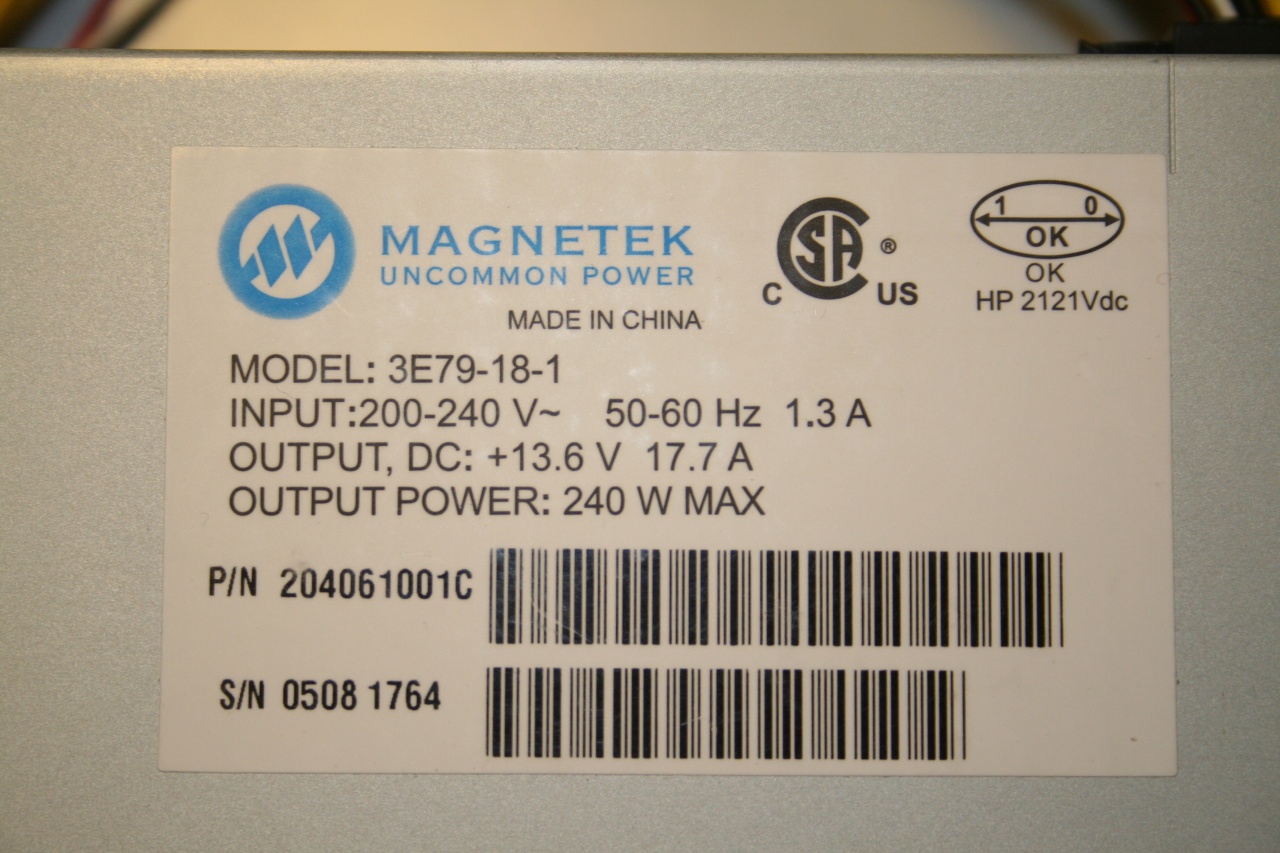 MAGNETEK
UNCOMMON POWER
MADE IN CHINA
CSA ®
C US
1 0
OK
OK
HP 2121Vdc
MODEL: 3E79-18-1
INPUT:200-240 V~ 50-60 Hz 1.3 A
OUTPUT, DC: +13.6 V 17.7 A
OUTPUT POWER: 240 W MAX
P/N 204061001C
S/N 0508 1764